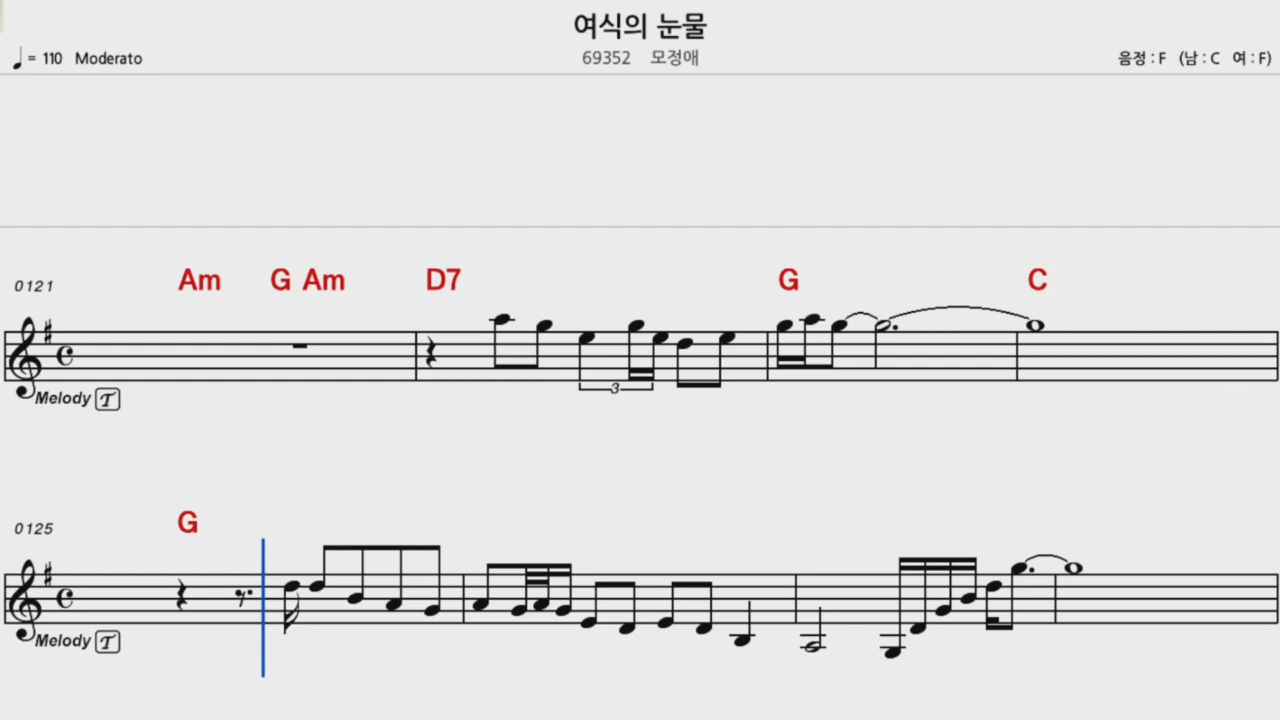 여식의 눈물
♩ = 110 Moderato
69352 모정애
음정 : F (남 : C 여 : F)
0121 Am G Am D7 G C
Melody T
3
0125 G
Melody T